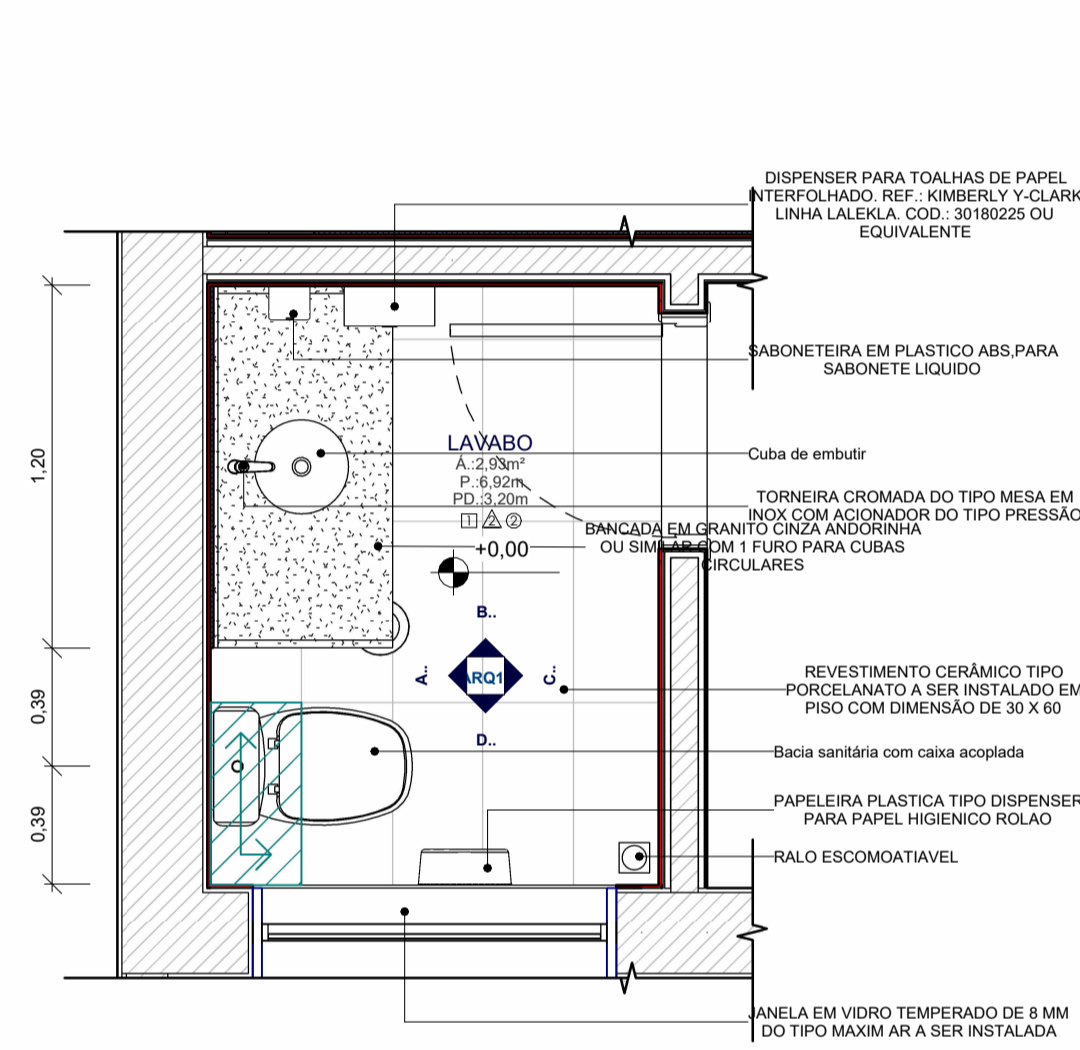 DISPENSER PARA TOALHAS DE PAPEL
INTERFOLHADO. REF.: KIMBERLY Y-CLARK
LINHA LALEKLA. COD.: 30180225 OU
EQUIVALENTE
SABONETEIRA EM PLASTICO ABS,PARA
SABONETE LIQUIDO
1,20
LAVABO
Á.:2,93m²
P.:6,92m
PD.:3,20m
1 2 2
+0,00
Cuba de embutir
TORNEIRA CROMADA DO TIPO MESA EM
INOX COM ACIONADOR DO TIPO PRESSÃO
BANCADA EM GRANITO CINZA ANDORINHA
OU SIMILAR COM 1 FURO PARA CUBAS
CIRCULARES
B..
A..
ARQ1
C..
D..
0,39
0,39
REVESTIMENTO CERÂMICO TIPO
PORCELANATO A SER INSTALADO EM
PISO COM DIMENSÃO DE 30 X 60
Bacia sanitária com caixa acoplada
PAPELEIRA PLASTICA TIPO DISPENSER
PARA PAPEL HIGIENICO ROLAO
RALO ESCOMOATIAVEL
JANELA EM VIDRO TEMPERADO DE 8 MM
DO TIPO MAXIM AR A SER INSTALADA